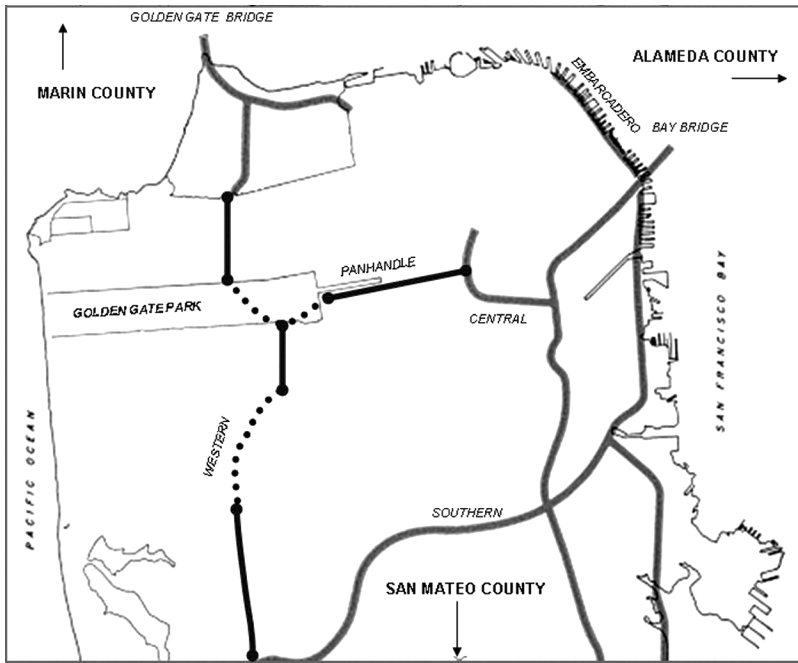 GOLDEN GATE BRIDGE
MARIN COUNTY
ALAMEDA COUNTY
EMBARCADERO
BAY BRIDGE
PANHANDLE
GOLDEN GATE PARK
CENTRAL
SAN FRANCISCO BAY
WESTERN
PACIFIC OCEAN
SOUTHERN
SAN MATEO COUNTY